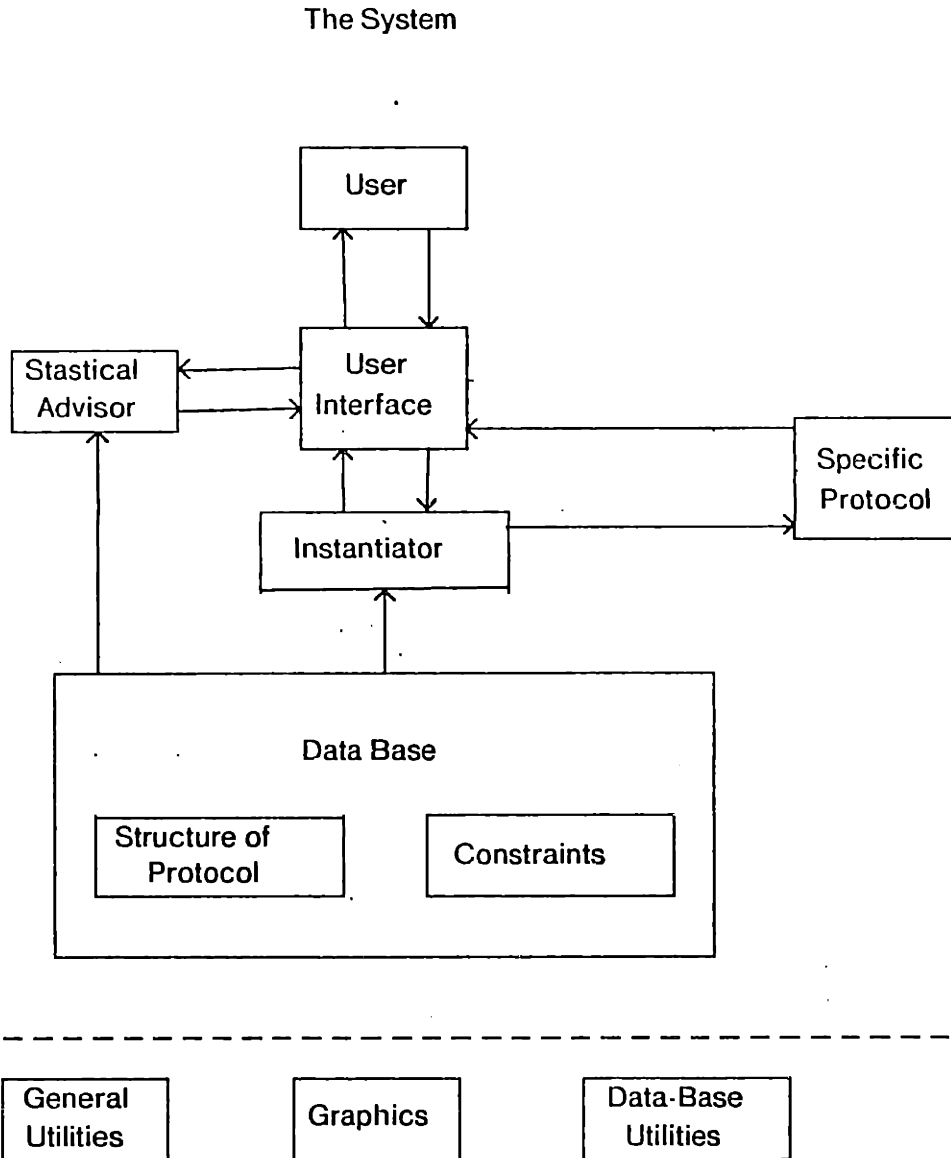 The System
User
User
Interface
Stastical
Advisor
Specific
Protocol
Instantiator
Data Base
Structure of
Protocol
Constraints
General
Utilities
Graphics
Data-Base
Utilities